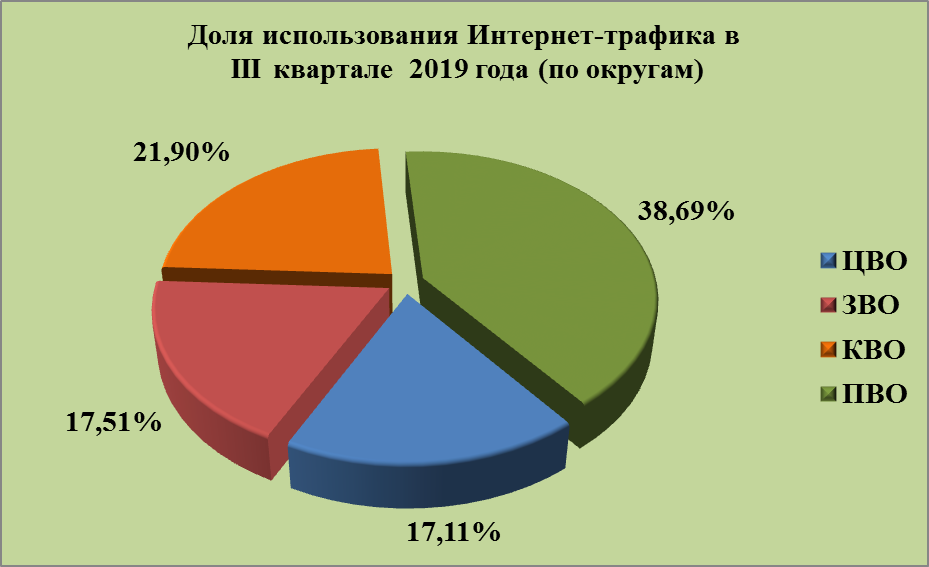 Доля использования Интернет-трафика в
III квартале 2019 года (по округам)
21,90%
38,69%
17,51%
17,11%
ЦВО
ЗВО
КВО
ПВО